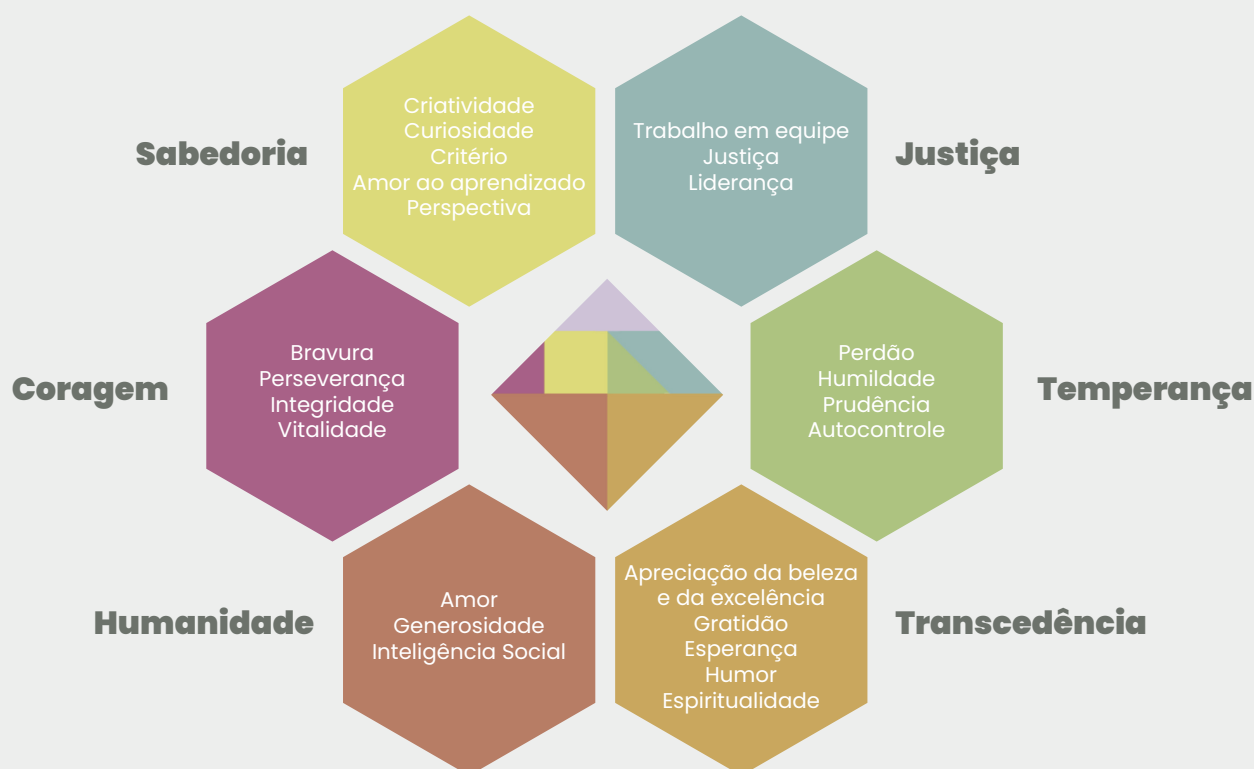 Sabedoria
Criatividade
Curiosidade
Critério
Amor ao aprendizado
Perspectiva
Trabalho em equipe
Justiça
Liderança
Justiça
Coragem
Bravura
Perseverança
Integridade
Vitalidade
Perdão
Humildade
Prudência
Autocontrole
Temperança
Humanidade
Amor
Generosidade
Inteligência Social
Apreciação da beleza
e da excelência
Gratidão
Esperança
Humor
Espiritualidade
Transcedência